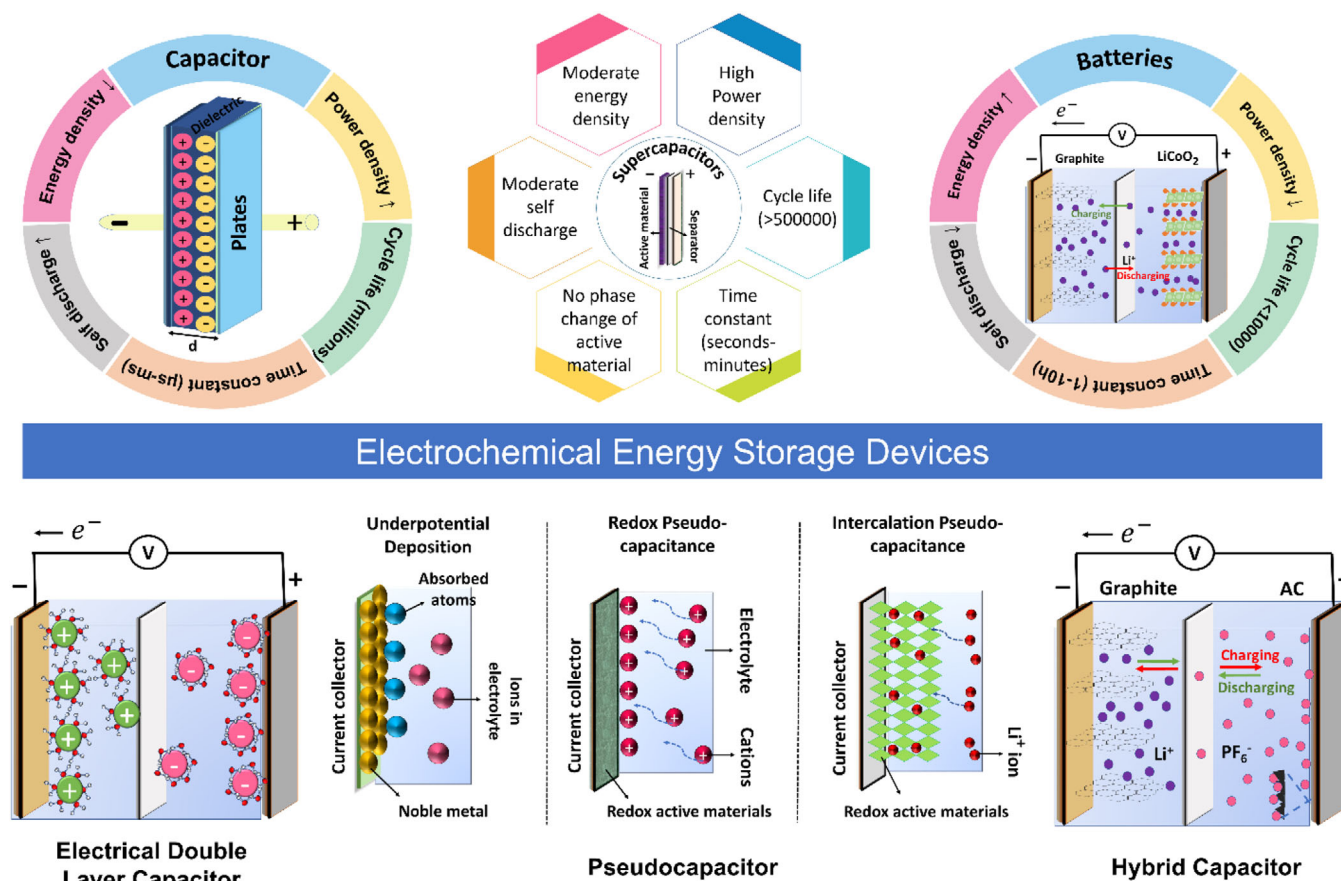 Capacitor
Energy density ↓
Power density ↑
Self discharge ↓
Cycle life (millions)
Time constant (µs-ms)
Dielectric
Plates
+
+
+
+
+
+
+
+
+
+
-
-
-
-
-
-
-
-
-
-
-
+
d
Moderate
energy
density
High
Power
density
Moderate
self
discharge
Supercapacitors
-
+
Active material
Separator
Cycle life
(>500000)
No phase
change of
active
material
Time
constant
(seconds-
minutes)
Batteries
Energy density ↑
Power density ↓
Self discharge ↑
Cycle life (<10000)
Time constant (1-10h)
← e⁻
V
−
+
Graphite
LiCoO₂
Charging
Li⁺
Discharging
Electrochemical Energy Storage Devices
← e⁻
V
−
+
+
+
+
+
+
+
-
-
-
-
-
-
Electrical Double
Layer Capacitor
Underpotential
Deposition
Absorbed
atoms
Current collector
Ions in
electrolyte
Noble metal
Redox Pseudo-
capacitance
Current collector
+
+
+
+
+
+
+
+
+
+
+
Electrolyte
Cations
Redox active materials
Intercalation Pseudo-
capacitance
Current collector
Li⁺ ion
Redox active materials
Pseudocapacitor
← e⁻
V
−
+
Graphite
AC
Charging
Discharging
Li⁺
PF₆⁻
Hybrid Capacitor